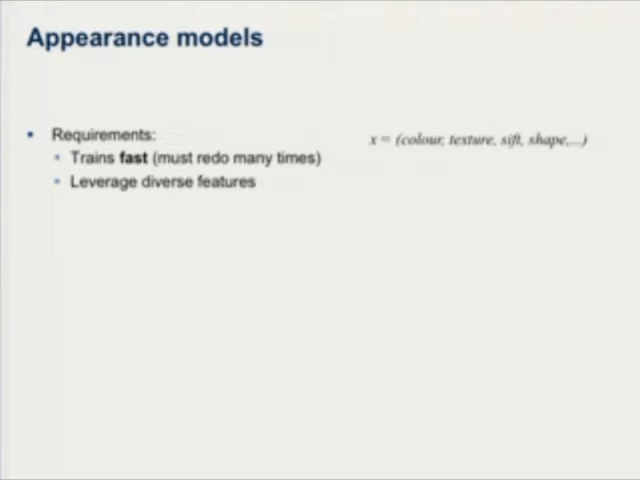 Appearance models
• Requirements:
• Trains fast (must redo many times)
x = (colour, texture, sift, shape,...)
• Leverage diverse features